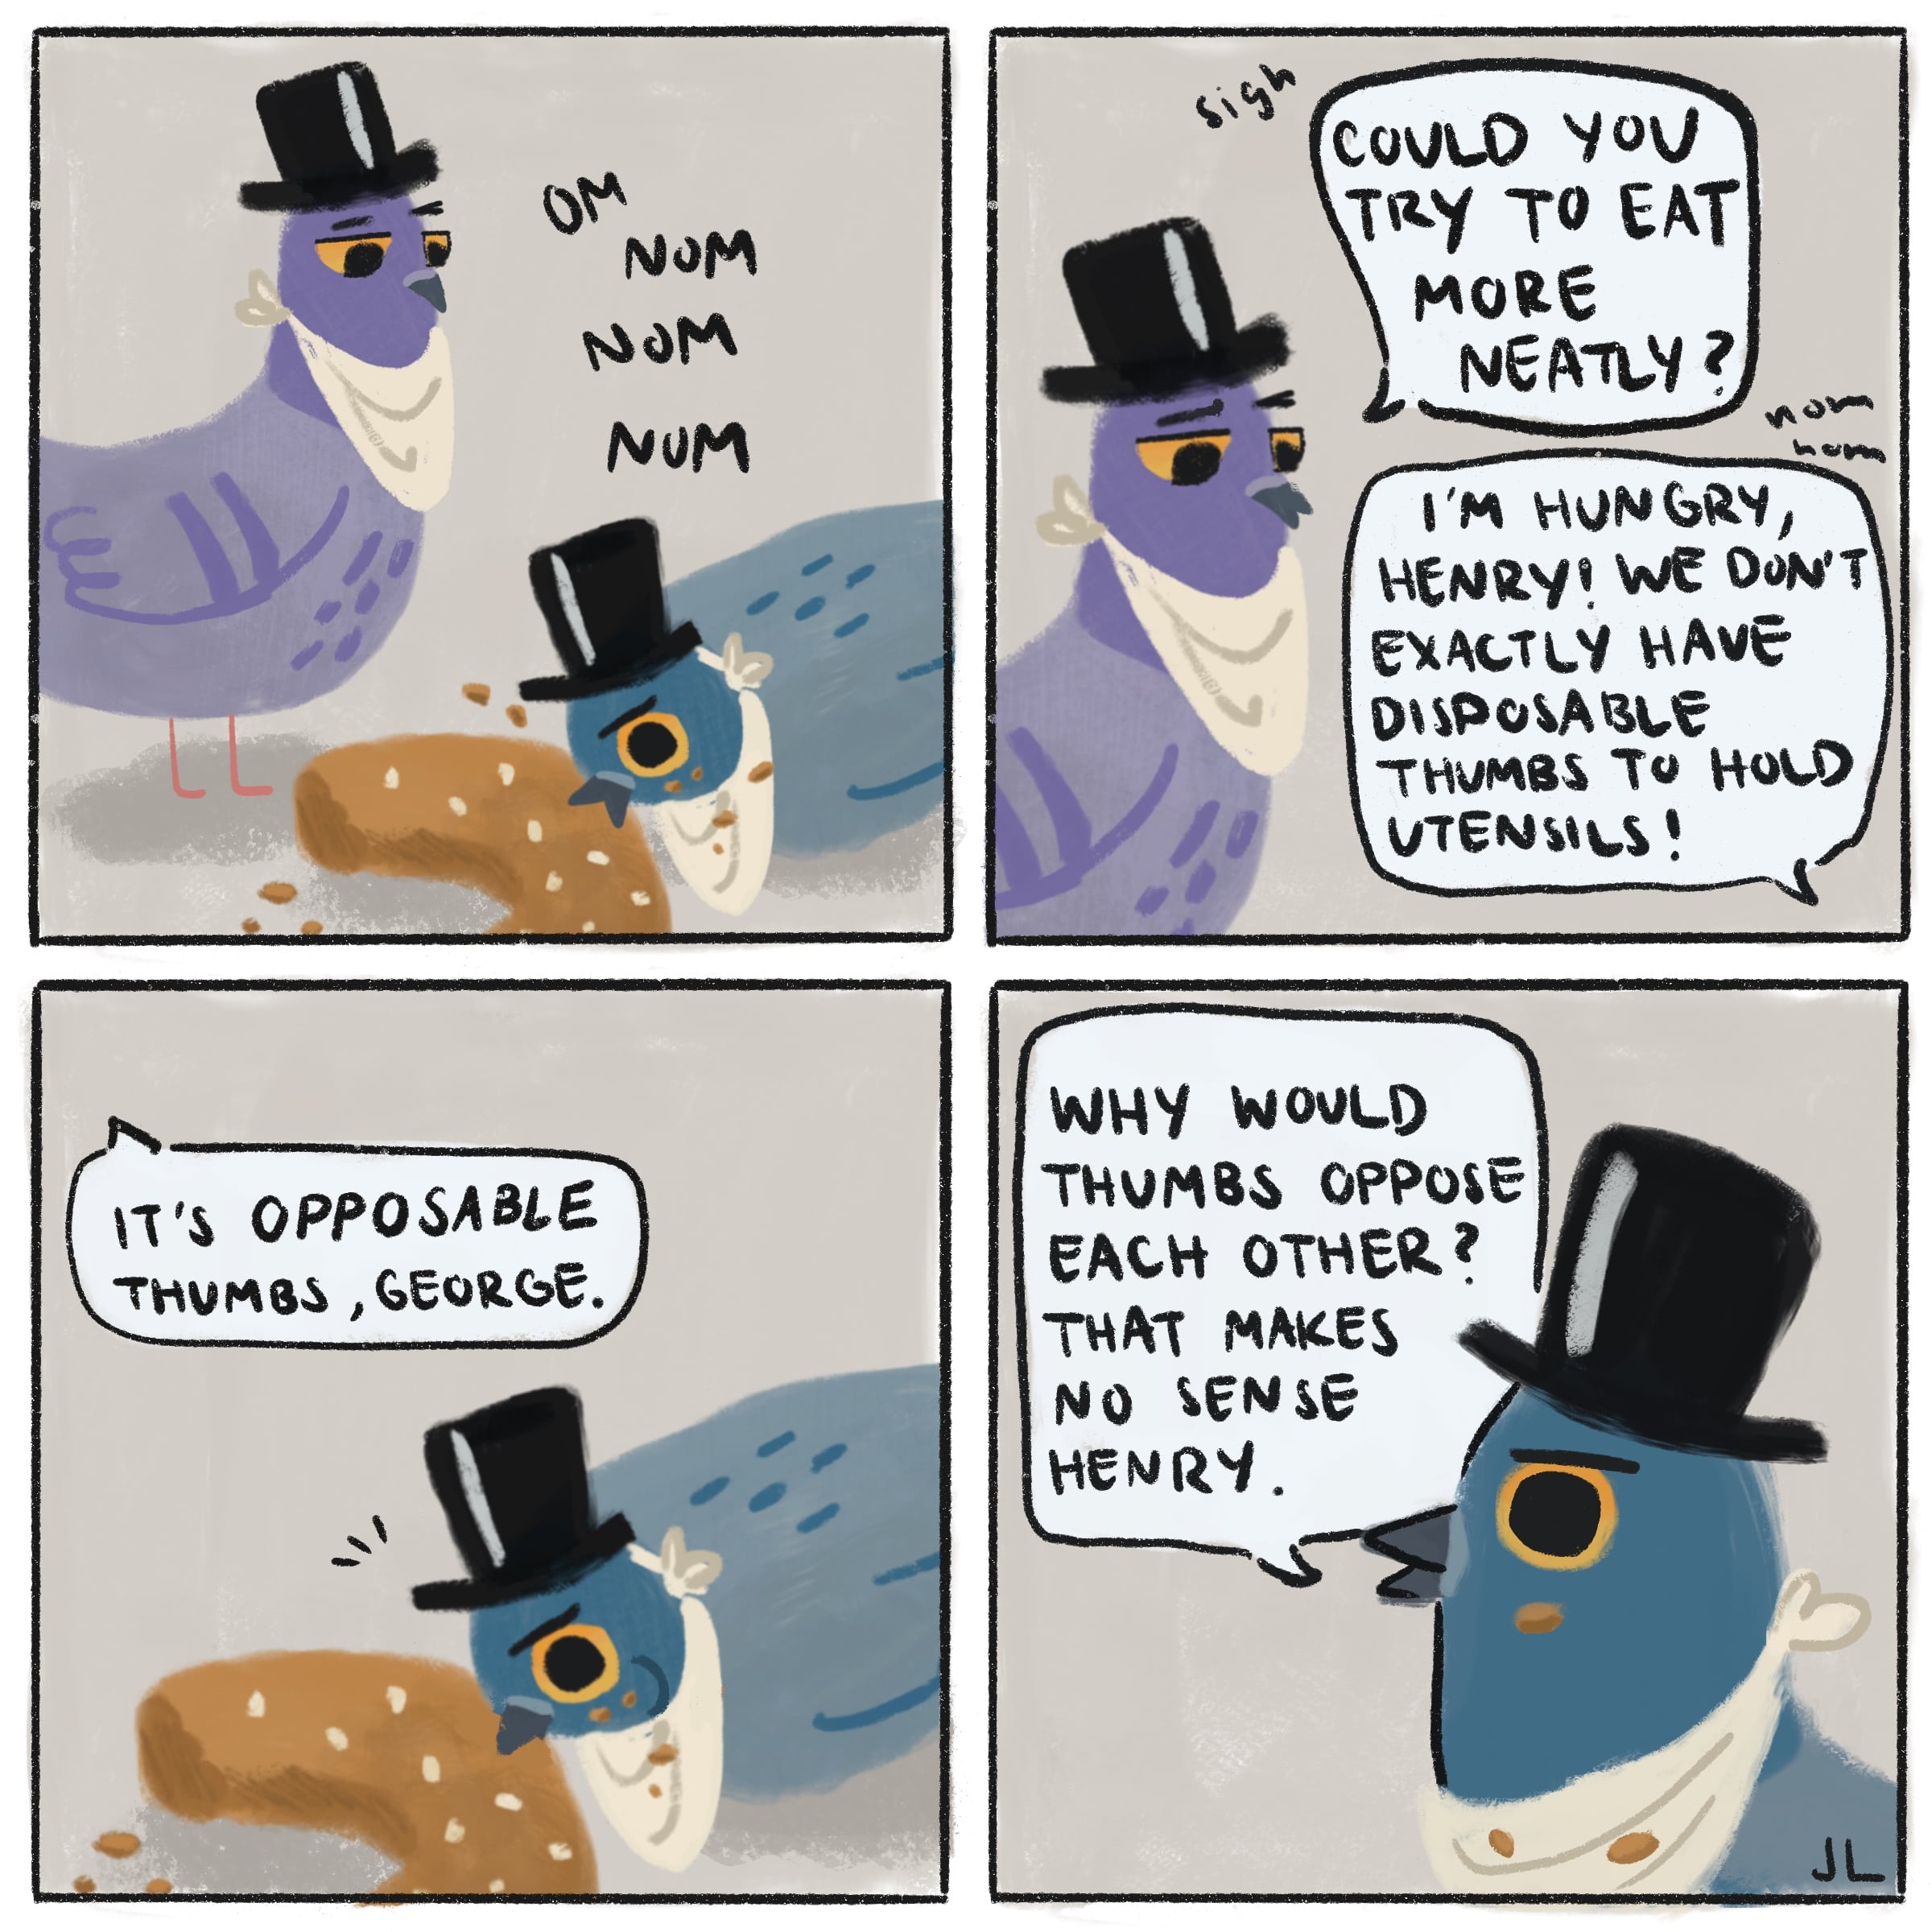 OM
NOM
NOM
NUM
sigh
COULD YOU
TRY TO EAT
MORE
NEATLY?
nom
nom
I'M HUNGRY,
HENRY! WE DON'T
EXACTLY HAVE
DISPOSABLE
THUMBS TO HOLD
UTENSILS!
IT'S OPPOSABLE
THUMBS, GEORGE.
WHY WOULD
THUMBS OPPOSE
EACH OTHER?
THAT MAKES
NO SENSE
HENRY.
JL